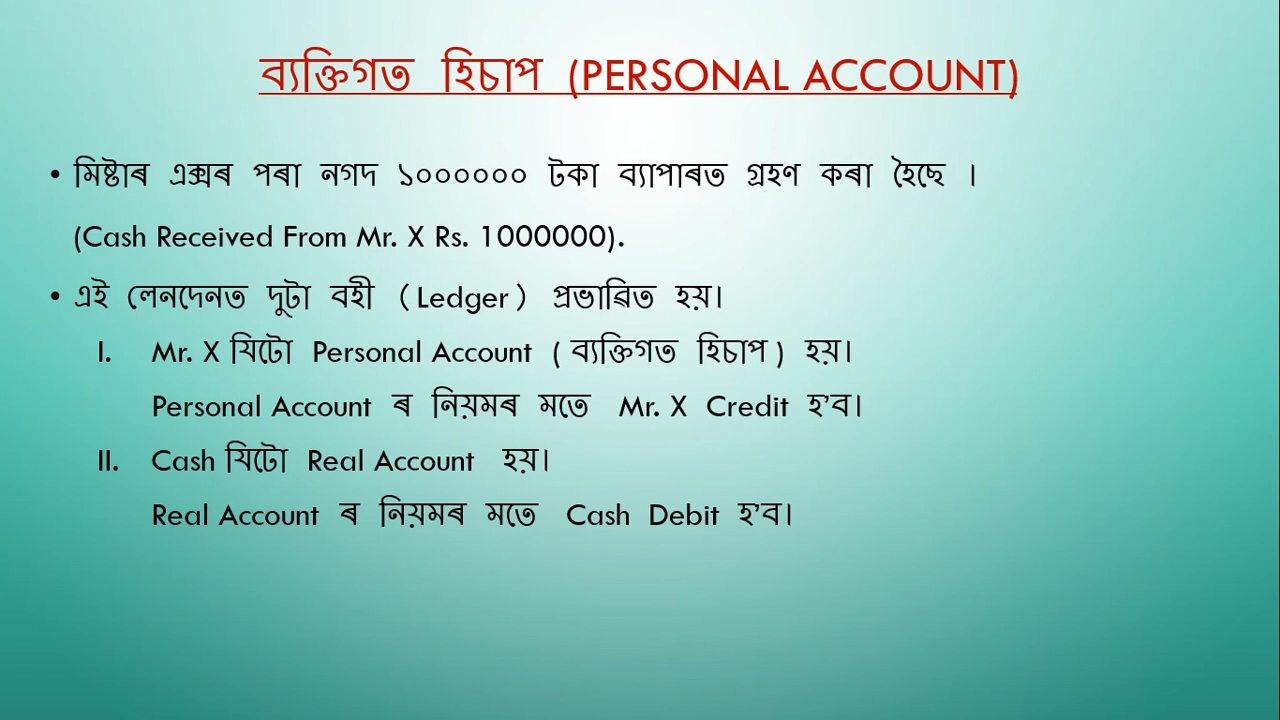 ব্যক্তিগত হিচাপ (PERSONAL ACCOUNT)
• মিষ্টাৰ এক্সৰ পৰা নগদ ১০০০০০০ টকা ব্যাপাৰত গ্ৰহণ কৰা হৈছে ।
(Cash Received From Mr. X Rs. 1000000).
• এই লেনদেনত দুটা বহী ( Ledger ) প্ৰভাৱিত হয়।
I. Mr. X যিটো Personal Account ( ব্যক্তিগত হিচাপ ) হয়।
Personal Account ৰ নিয়মৰ মতে Mr. X Credit হ’ব।
II. Cash যিটো Real Account হয়।
Real Account ৰ নিয়মৰ মতে Cash Debit হ’ব।